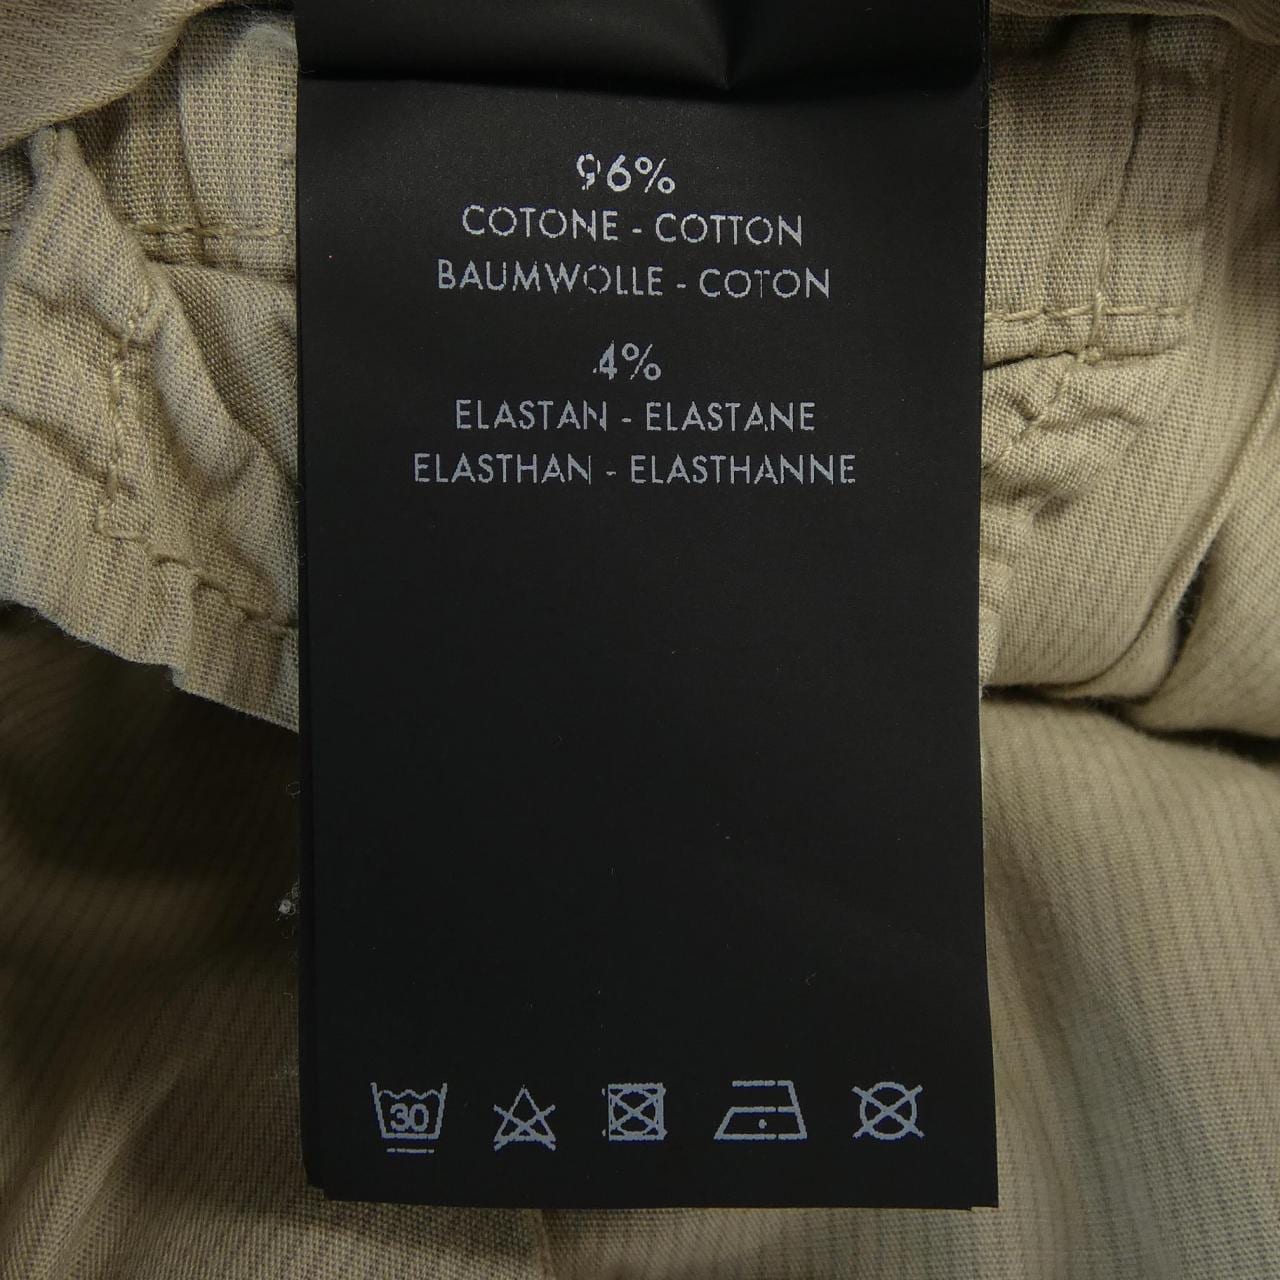 96%
COTONE - COTTON
BAUMWOLLE - COTON
4%
ELASTAN - ELASTANE
ELASTHAN - ELASTHANNE
30